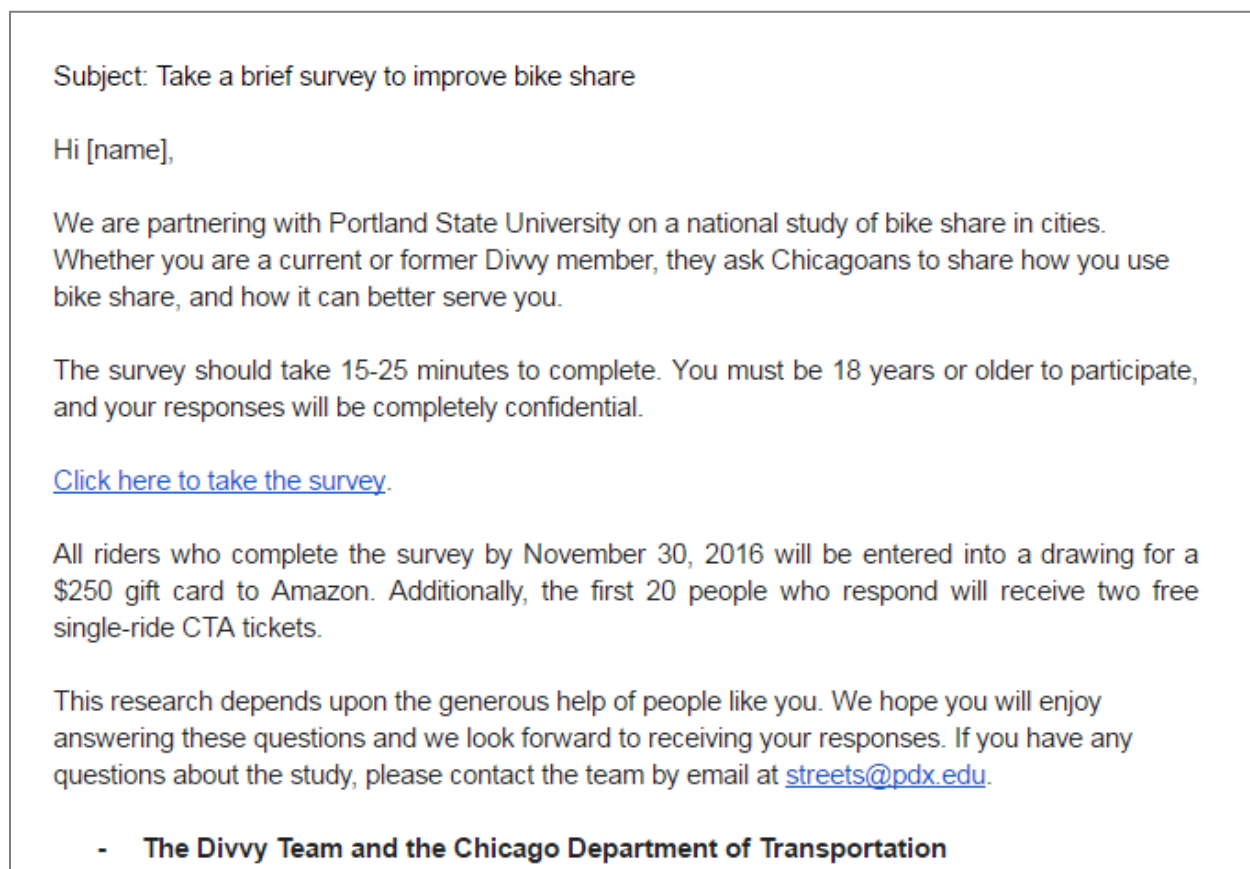 Subject: Take a brief survey to improve bike share
Hi [name],
We are partnering with Portland State University on a national study of bike share in cities.
Whether you are a current or former Divvy member, they ask Chicagoans to share how you use
bike share, and how it can better serve you.
The survey should take 15-25 minutes to complete. You must be 18 years or older to participate,
and your responses will be completely confidential.
Click here to take the survey.
All riders who complete the survey by November 30, 2016 will be entered into a drawing for a
$250 gift card to Amazon. Additionally, the first 20 people who respond will receive two free
single-ride CTA tickets.
This research depends upon the generous help of people like you. We hope you will enjoy
answering these questions and we look forward to receiving your responses. If you have any
questions about the study, please contact the team by email at streets@pdx.edu.
- The Divvy Team and the Chicago Department of Transportation